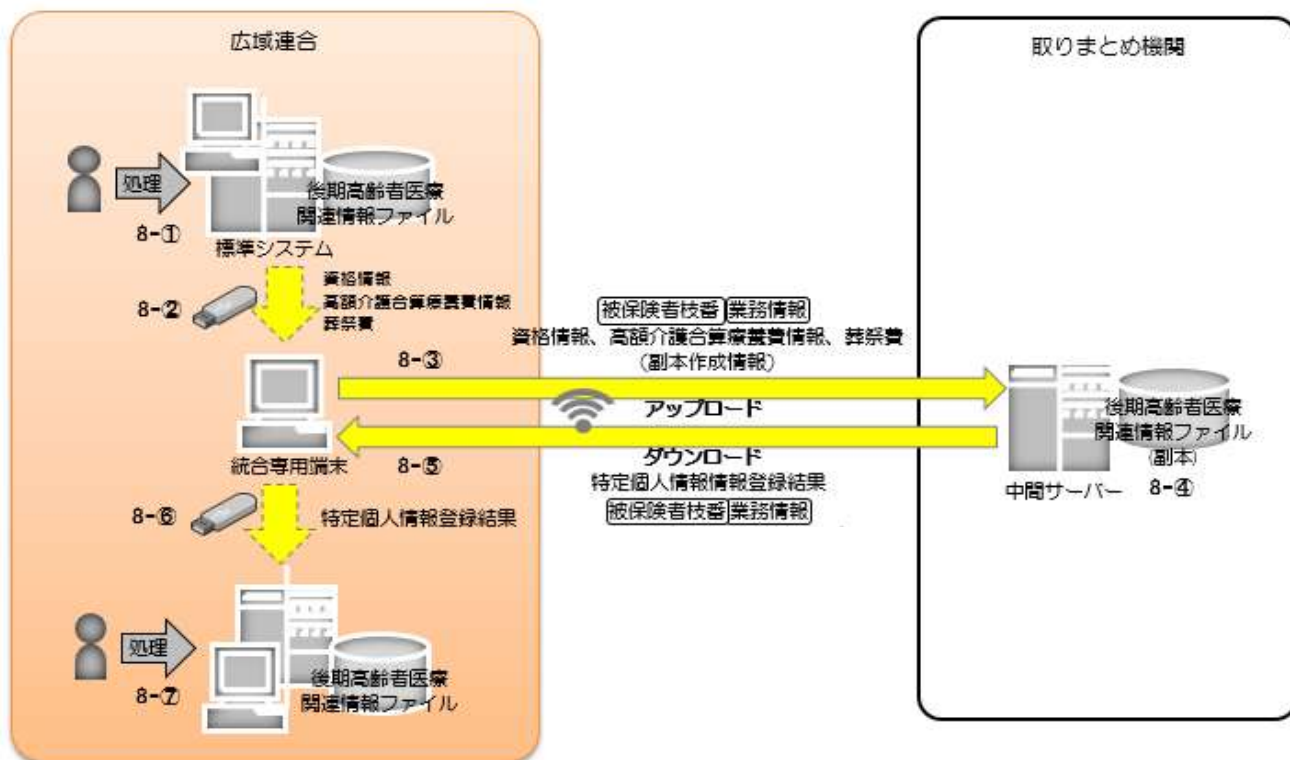 広域連合
処理
8-①
後期高齢者医療
関連情報ファイル
標準システム
8-②
資格情報
高額介護合算療養費情報
葬祭費
統合専用端末
8-③
被保険者枝番 業務情報
資格情報、高額介護合算療養費情報、葬祭費
(副本作成情報)
アップロード
8-⑤
ダウンロード
特定個人情報情報登録結果
被保険者枝番 業務情報
8-⑥
特定個人情報登録結果
処理
8-⑦
後期高齢者医療
関連情報ファイル
取りまとめ機関
後期高齢者医療
関連情報ファイル
(副本)
中間サーバー
8-④